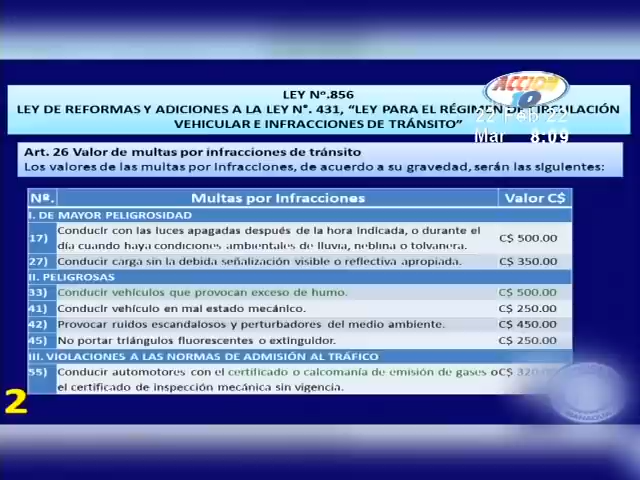 LEY Nº.856
LEY DE REFORMAS Y ADICIONES A LA LEY N°. 431, “LEY PARA EL RÉGIMEN DE CIRCULACIÓN
VEHICULAR E INFRACCIONES DE TRÁNSITO”
ACCION
10
22 Feb 22
Mar 8:09
Art. 26 Valor de multas por infracciones de tránsito
Los valores de las multas por infracciones, de acuerdo a su gravedad, serán las siguientes:
Nº. Multas por Infracciones Valor C$
I. DE MAYOR PELIGROSIDAD
17) Conducir con las luces apagadas después de la hora indicada, o durante el C$ 500.00
día cuando haya condiciones ambientales de lluvia, neblina o tolvanera.
27) Conducir carga sin la debida señalización visible o reflectiva apropiada. C$ 350.00
II. PELIGROSAS
33) Conducir vehículos que provocan exceso de humo. C$ 500.00
41) Conducir vehículo en mal estado mecánico. C$ 250.00
42) Provocar ruidos escandalosos y perturbadores del medio ambiente. C$ 450.00
45) No portar triángulos fluorescentes o extinguidor. C$ 250.00
III. VIOLACIONES A LAS NORMAS DE ADMISIÓN AL TRÁFICO
55) Conducir automotores con el certificado o calcomanía de emisión de gases o C$ 320.00
el certificado de inspección mecánica sin vigencia.
2
MANAGUA